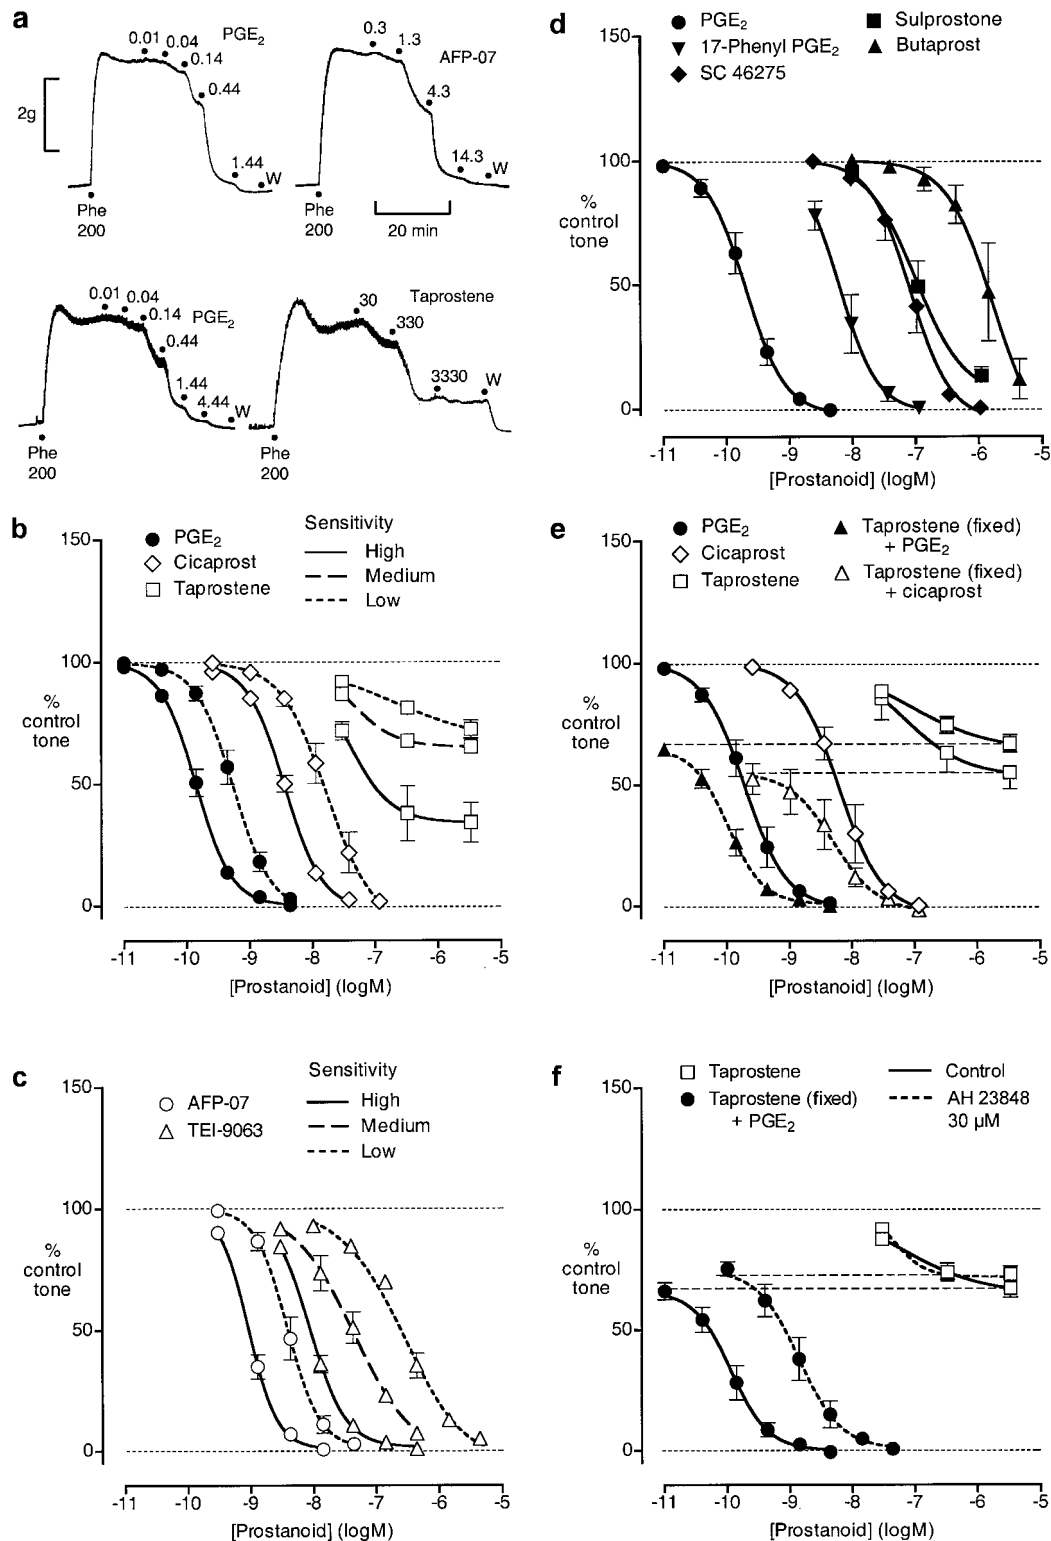 a
0.01
0.04
PGE2
0.14
0.44
2g
1.44
W
Phe
200
0.3
1.3
AFP-07
4.3
14.3
W
Phe
200
20 min
0.01
0.04
0.14
PGE2
0.44
1.44
4.44
W
Phe
200
30
Taprostene
330
3330
W
Phe
200
b
PGE2
Cicaprost
Taprostene
Sensitivity
High
Medium
Low
150
100
% control tone
50
0
-11 -10 -9 -8 -7 -6 -5
[Prostanoid] (logM)
c
AFP-07
TEI-9063
Sensitivity
High
Medium
Low
150
100
% control tone
50
0
-11 -10 -9 -8 -7 -6 -5
[Prostanoid] (logM)
d
PGE2
17-Phenyl PGE2
SC 46275
Sulprostone
Butaprost
150
100
% control tone
50
0
-11 -10 -9 -8 -7 -6 -5
[Prostanoid] (logM)
e
PGE2
Cicaprost
Taprostene
Taprostene (fixed)
+ PGE2
Taprostene (fixed)
+ cicaprost
150
100
% control tone
50
0
-11 -10 -9 -8 -7 -6 -5
[Prostanoid] (logM)
f
Taprostene
Taprostene (fixed)
+ PGE2
Control
AH 23848
30 µM
150
100
% control tone
50
0
-11 -10 -9 -8 -7 -6 -5
[Prostanoid] (logM)